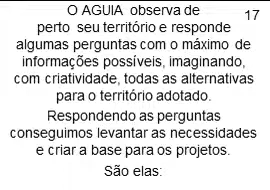 O AGUIA observa de
17
perto seu território e responde
algumas perguntas com o máximo de
informações possíveis, imaginando,
com criatividade, todas as alternativas
para o território adotado.
Respondendo as perguntas
conseguimos levantar as necessidades
e criar a base para os projetos.
São elas: